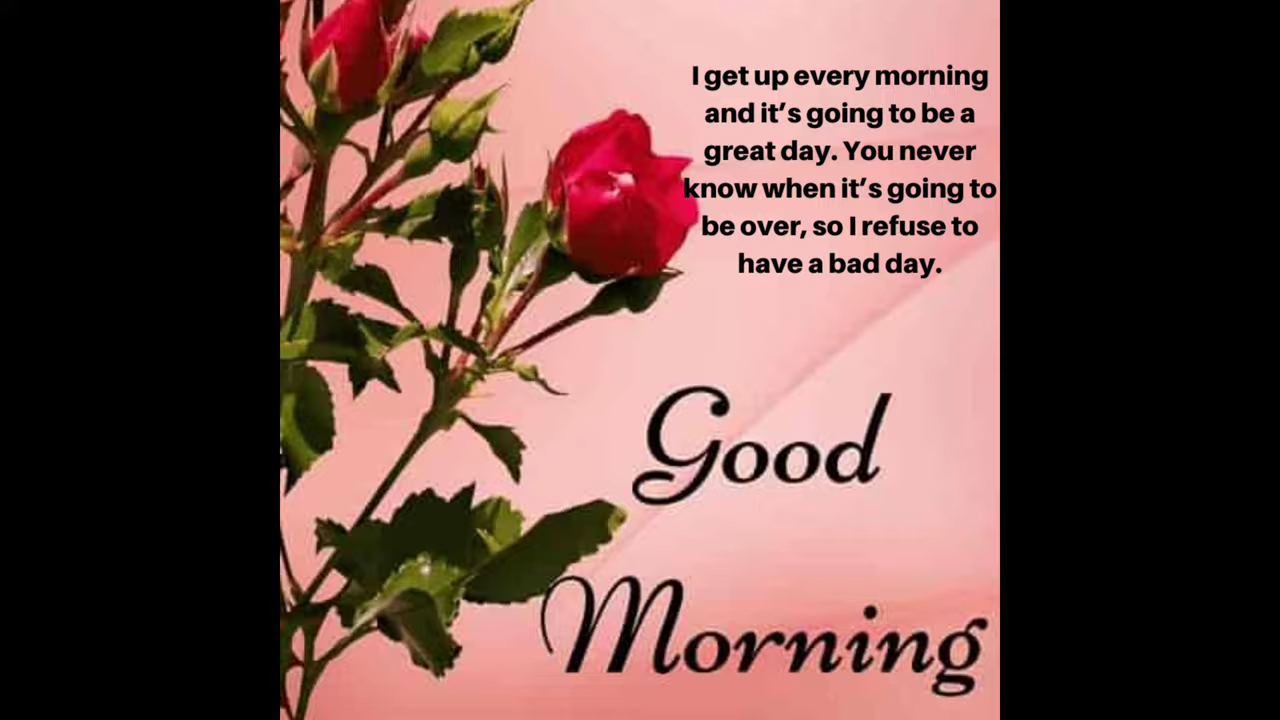 I get up every morning
and it’s going to be a
great day. You never
know when it’s going to
be over, so I refuse to
have a bad day.
Good
Morning